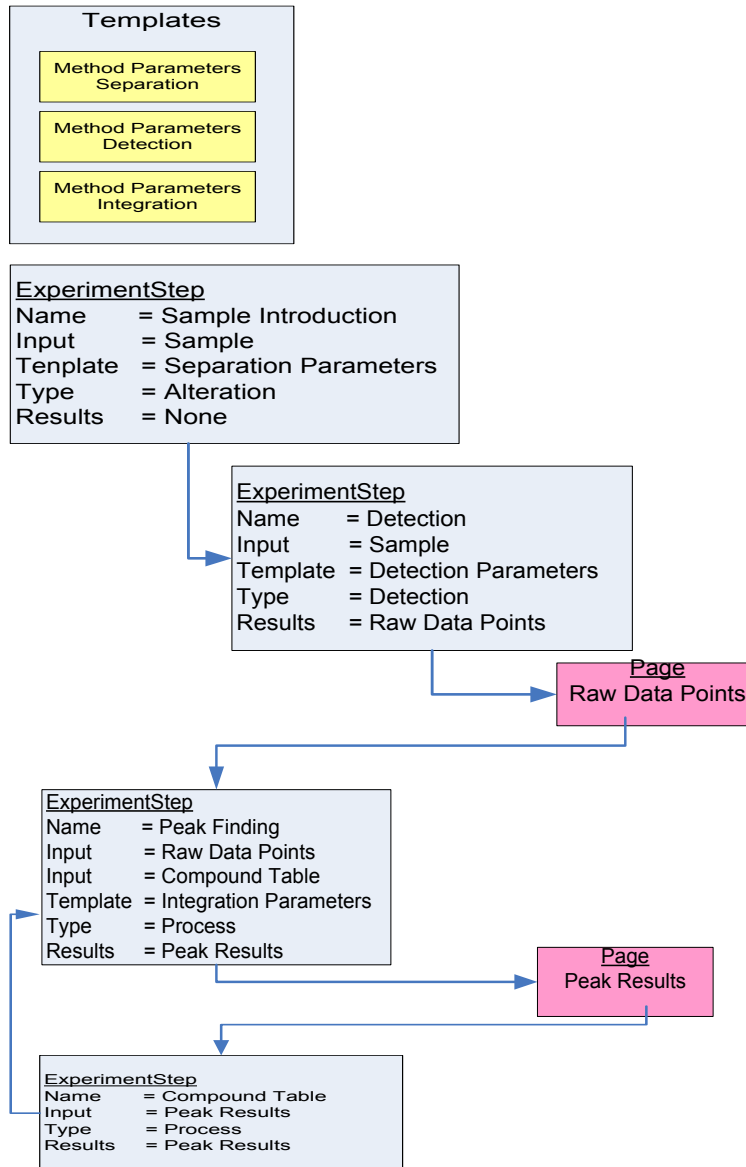 Templates
Method Parameters
Separation
Method Parameters
Detection
Method Parameters
Integration
ExperimentStep
Name = Sample Introduction
Input = Sample
Tenplate = Separation Parameters
Type = Alteration
Results = None
ExperimentStep
Name = Detection
Input = Sample
Template = Detection Parameters
Type = Detection
Results = Raw Data Points
Page
Raw Data Points
ExperimentStep
Name = Peak Finding
Input = Raw Data Points
Input = Compound Table
Template = Integration Parameters
Type = Process
Results = Peak Results
Page
Peak Results
ExperimentStep
Name = Compound Table
Input = Peak Results
Type = Process
Results = Peak Results